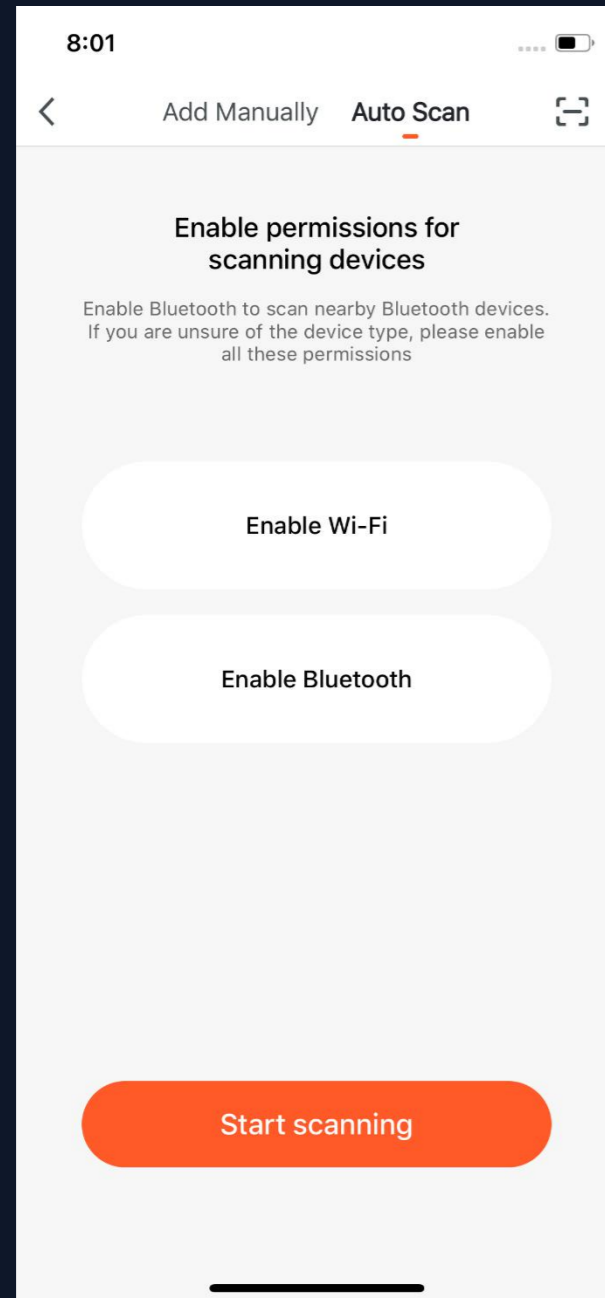 8:01
Add Manually Auto Scan
Enable permissions for
scanning devices
Enable Bluetooth to scan nearby Bluetooth devices.
If you are unsure of the device type, please enable
all these permissions
Enable Wi-Fi
Enable Bluetooth
Start scanning